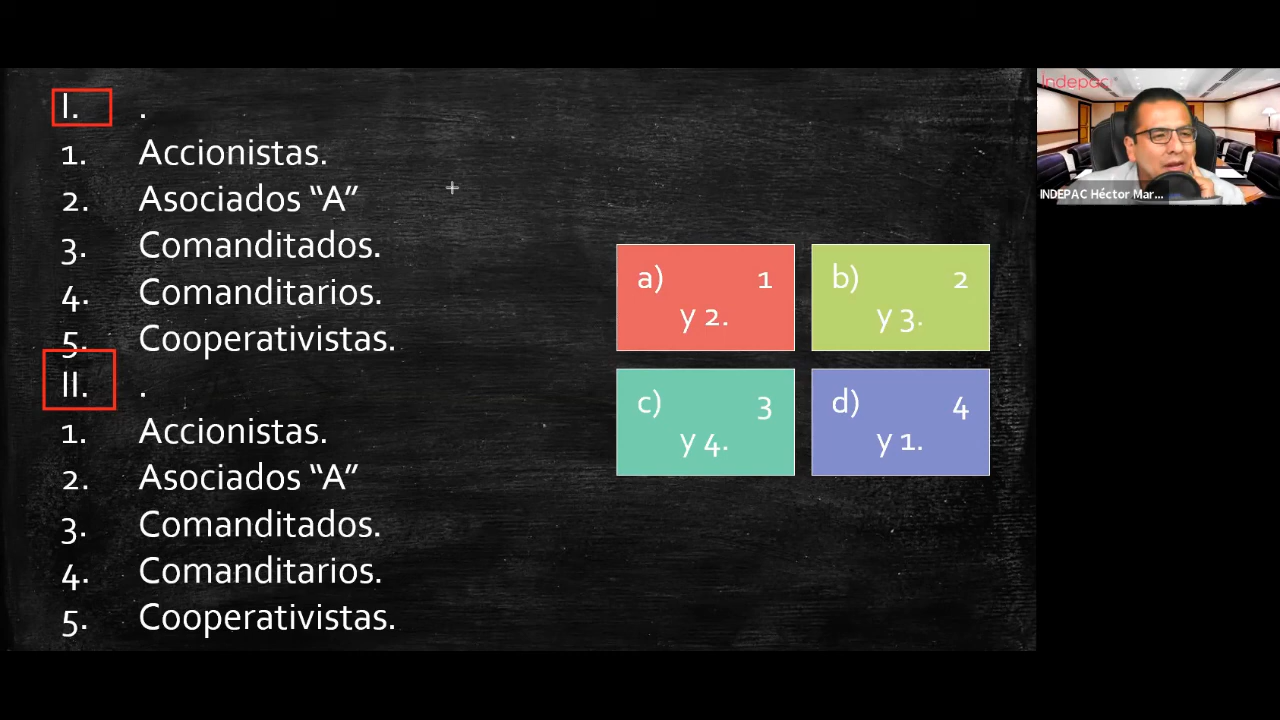 I. .
1. Accionistas.
2. Asociados “A”
3. Comanditados.
4. Comanditarios.
5. Cooperativistas.
II. .
1. Accionistas.
2. Asociados “A”
3. Comanditados.
4. Comanditarios.
5. Cooperativistas.
a) 1
y 2.
b) 2
y 3.
c) 3
y 4.
d) 4
y 1.
Indepac
INDEPAC Héctor Mar...